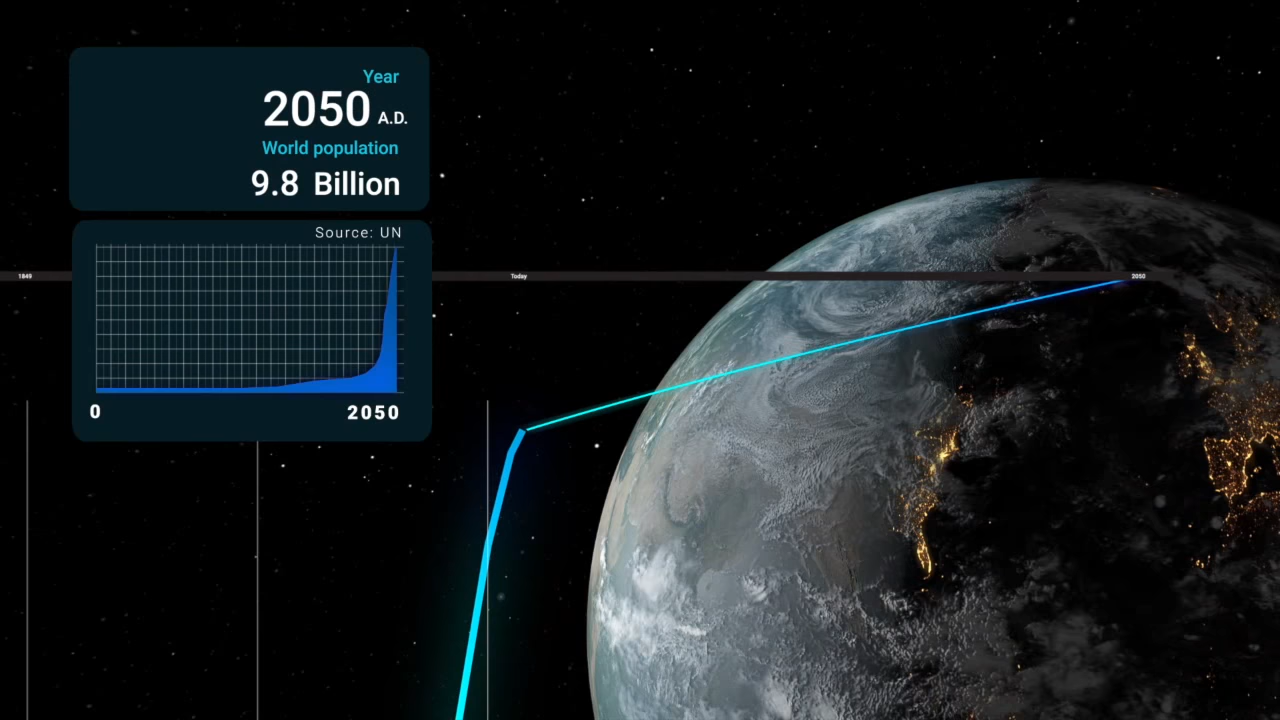 Year
2050 A.D.
World population
9.8 Billion
Source: UN
1849
Today
2050
0
2050